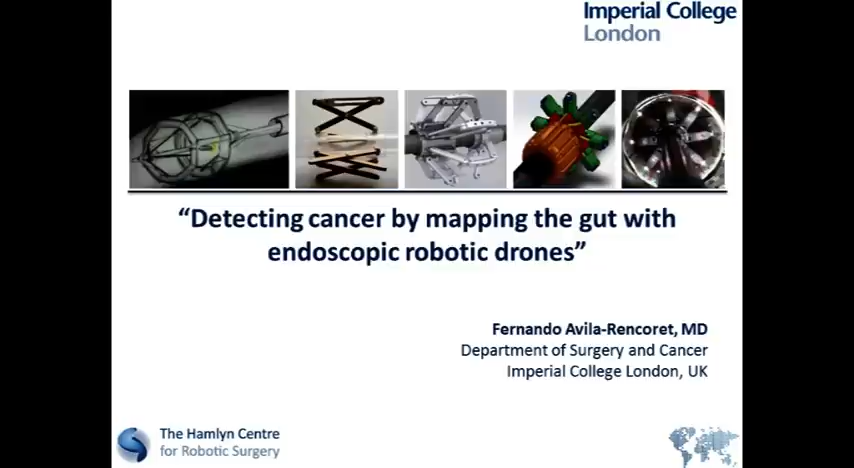 Imperial College
London
“Detecting cancer by mapping the gut with
endoscopic robotic drones”
Fernando Avila-Rencoret, MD
Department of Surgery and Cancer
Imperial College London, UK
The Hamlyn Centre
for Robotic Surgery